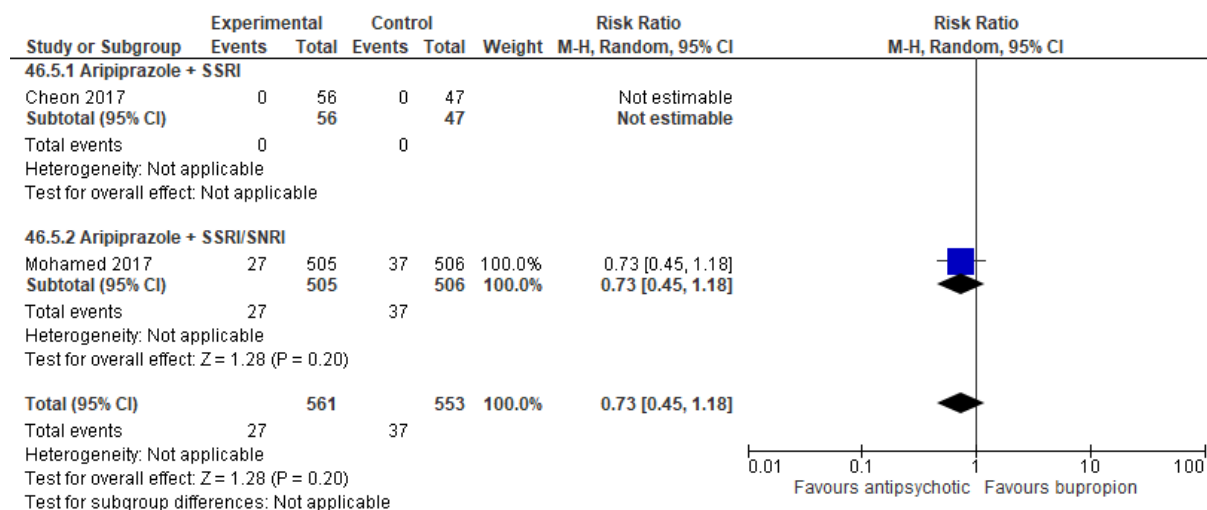 Experimental Control Risk Ratio Risk Ratio
Study or Subgroup Events Total Events Total Weight M-H, Random, 95% CI M-H, Random, 95% CI
46.5.1 Aripiprazole + SSRI
Cheon 2017 0 56 0 47 Not estimable
Subtotal (95% CI) 56 47 Not estimable
Total events 0 0
Heterogeneity: Not applicable
Test for overall effect: Not applicable
46.5.2 Aripiprazole + SSRI/SNRI
Mohamed 2017 27 505 37 506 100.0% 0.73 [0.45, 1.18]
Subtotal (95% CI) 505 506 100.0% 0.73 [0.45, 1.18]
Total events 27 37
Heterogeneity: Not applicable
Test for overall effect: Z = 1.28 (P = 0.20)
Total (95% CI) 561 553 100.0% 0.73 [0.45, 1.18]
Total events 27 37
Heterogeneity: Not applicable
Test for overall effect: Z = 1.28 (P = 0.20)
Test for subgroup differences: Not applicable
0.01 0.1 1 10 100
Favours antipsychotic Favours bupropion